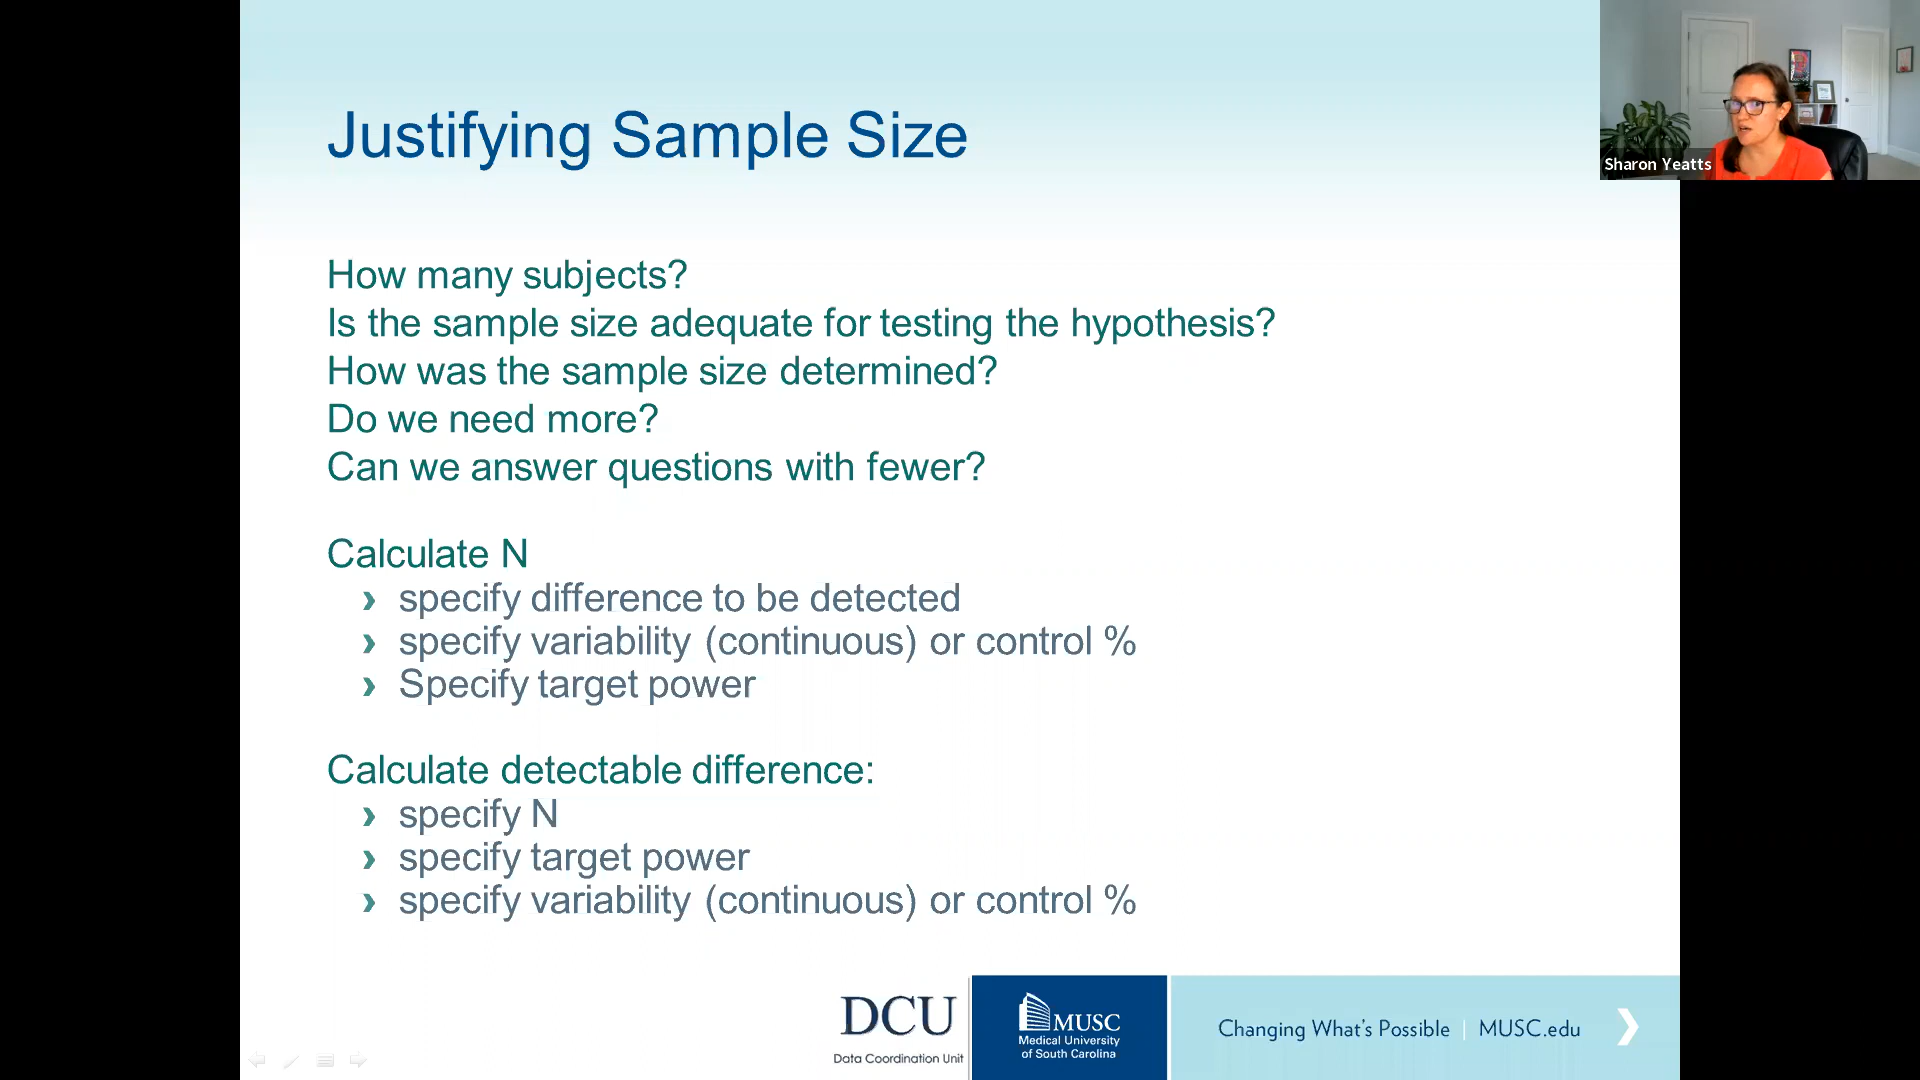 Justifying Sample Size
Sharon Yeatts
How many subjects?
Is the sample size adequate for testing the hypothesis?
How was the sample size determined?
Do we need more?
Can we answer questions with fewer?
Calculate N
› specify difference to be detected
› specify variability (continuous) or control %
› Specify target power
Calculate detectable difference:
› specify N
› specify target power
› specify variability (continuous) or control %
DCU
Data Coordination Unit
MUSC
Medical University
of South Carolina
Changing What's Possible | MUSC.edu